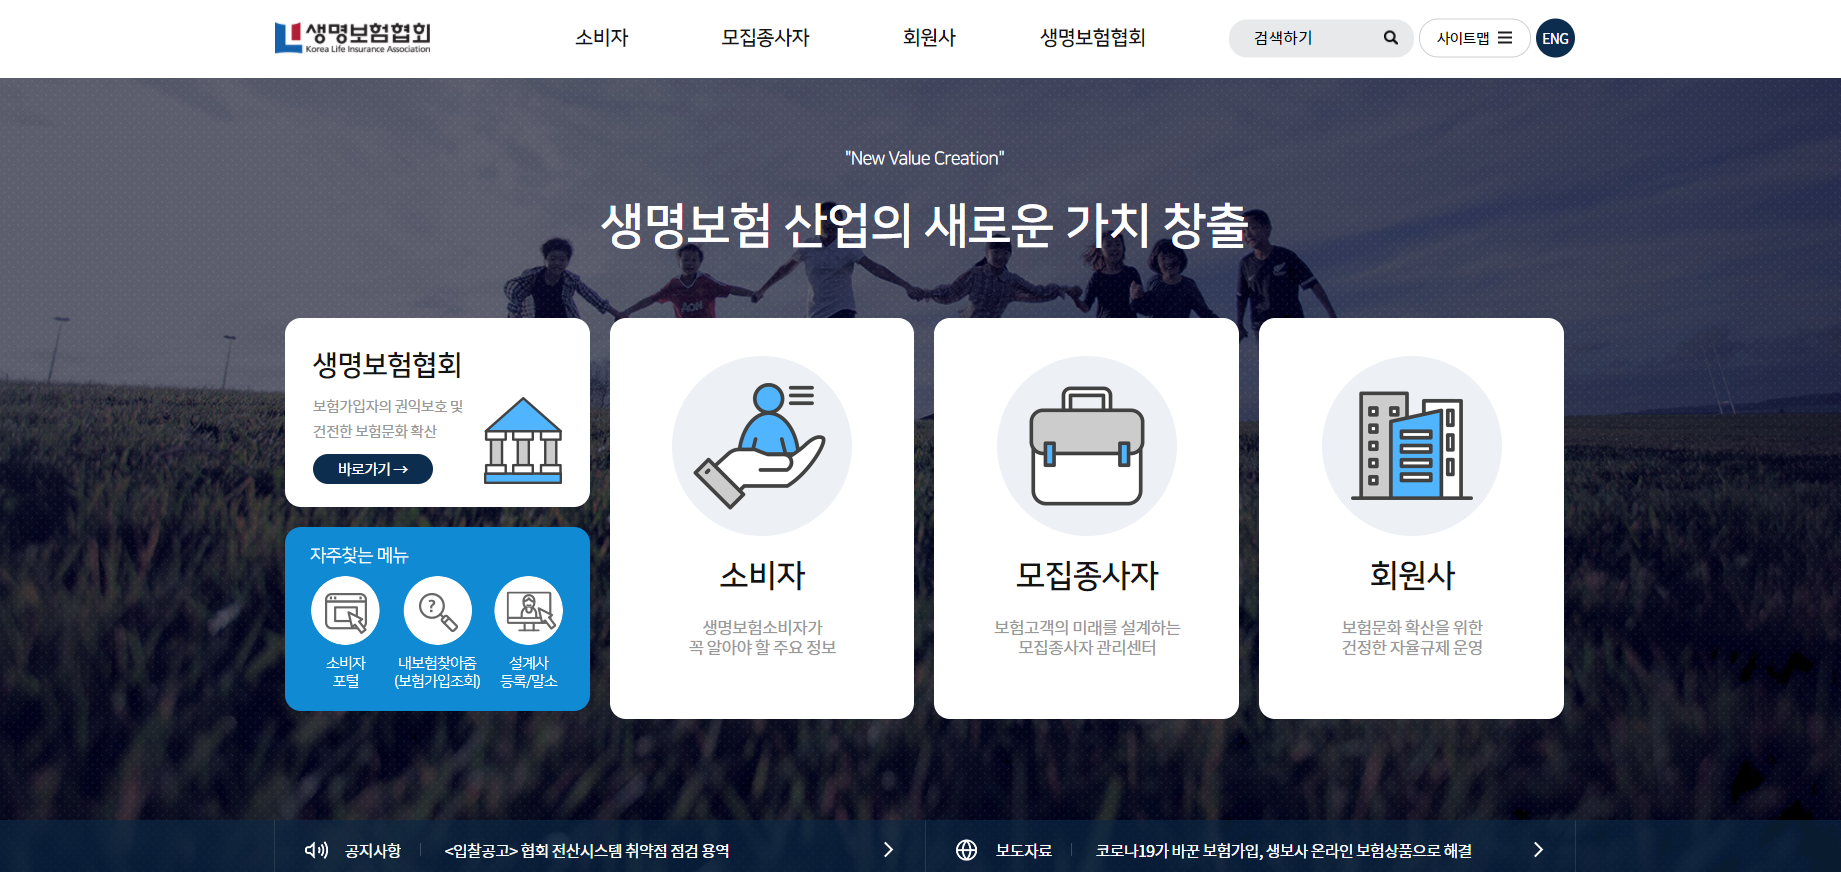 생명보험협회
Korea Life Insurance Association
소비자
모집종사자
회원사
생명보험협회
검색하기
사이트맵
ENG
"New Value Creation"
생명보험 산업의 새로운 가치 창출
생명보험협회
보험가입자의 권익보호 및
건전한 보험문화 확산
바로가기 →
자주찾는 메뉴
소비자
포털
내보험찾아줌
(보험가입조회)
설계사
등록/말소
소비자
생명보험소비자가
꼭 알아야 할 주요 정보
모집종사자
보험고객의 미래를 설계하는
모집종사자 관리센터
회원사
보험문화 확산을 위한
건정한 자율규제 운영
AON
공지사항
<입찰공고> 협회 전산시스템 취약점 점검 용역
보도자료
코로나19가 바꾼 보험가입, 생보사 온라인 보험상품으로 해결